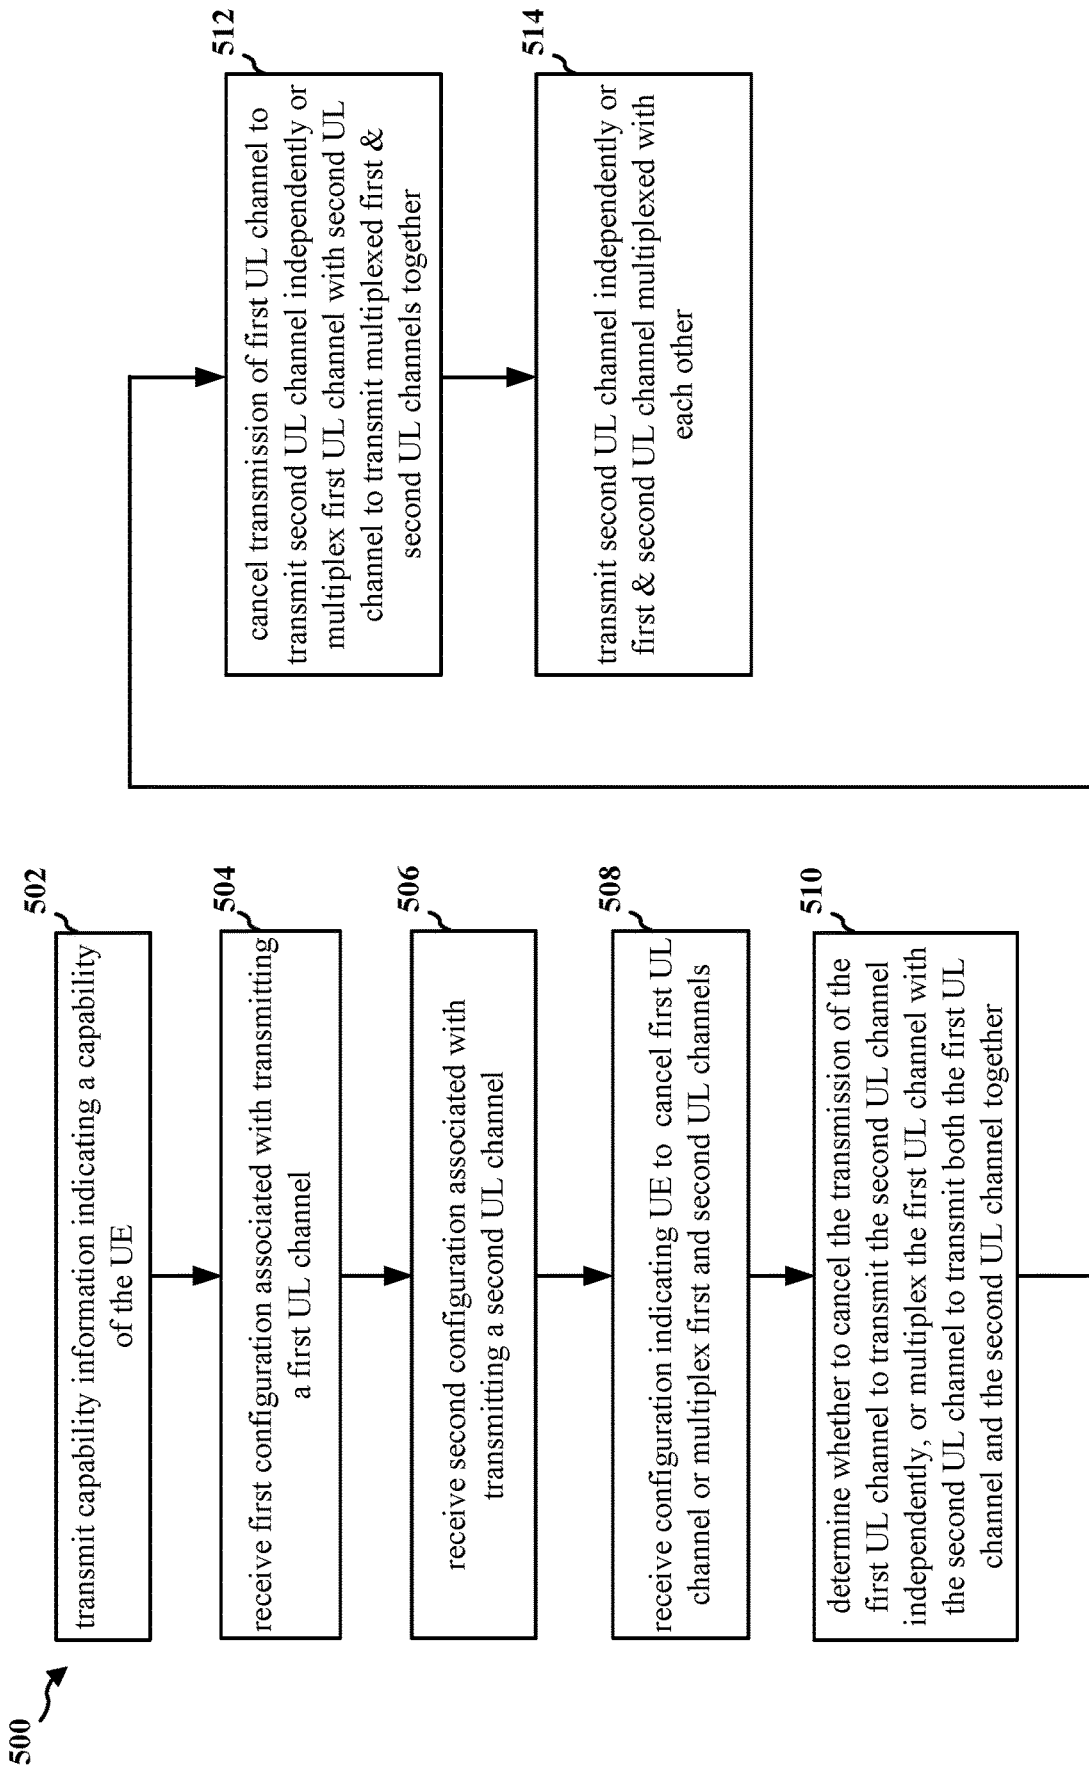 500
502
transmit capability information indicating a capability
of the UE
504
receive first configuration associated with transmitting
a first UL channel
506
receive second configuration associated with
transmitting a second UL channel
508
receive configuration indicating UE to cancel first UL
channel or multiplex first and second UL channels
510
determine whether to cancel the transmission of the
first UL channel to transmit the second UL channel
independently, or multiplex the first UL channel with
the second UL channel to transmit both the first UL
channel and the second UL channel together
512
cancel transmission of first UL channel to
transmit second UL channel independently or
multiplex first UL channel with second UL
channel to transmit multiplexed first &
second UL channels together
514
transmit second UL channel independently or
first & second UL channel multiplexed with
each other